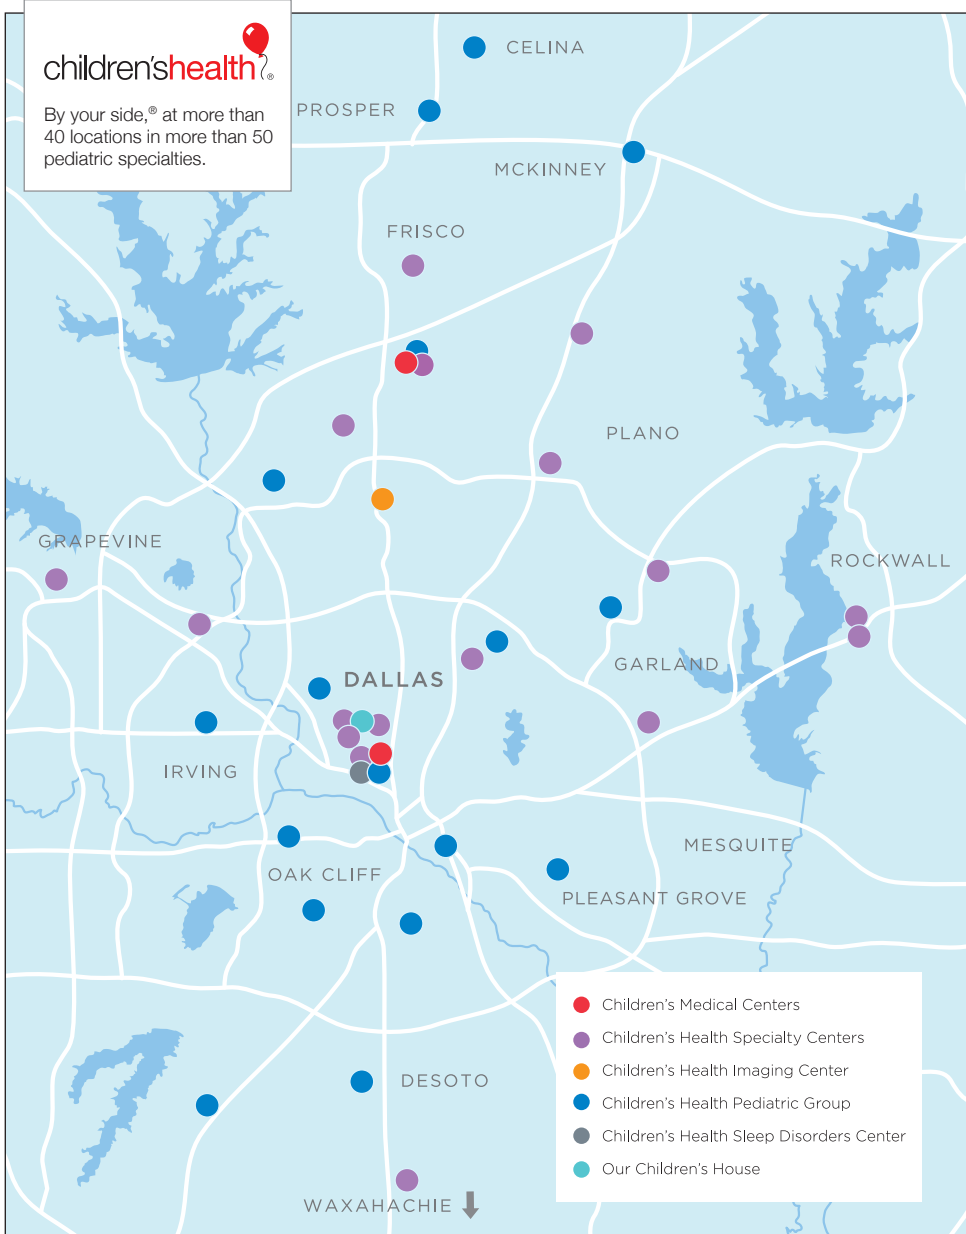 children'shealth®
By your side,® at more than
40 locations in more than 50
pediatric specialties.
CELINA
PROSPER
MCKINNEY
FRISCO
PLANO
GRAPEVINE
ROCKWALL
GARLAND
DALLAS
IRVING
MESQUITE
OAK CLIFF
PLEASANT GROVE
Children's Medical Centers
Children's Health Specialty Centers
Children's Health Imaging Center
Children's Health Pediatric Group
Children's Health Sleep Disorders Center
Our Children's House
DESOTO
WAXAHACHIE